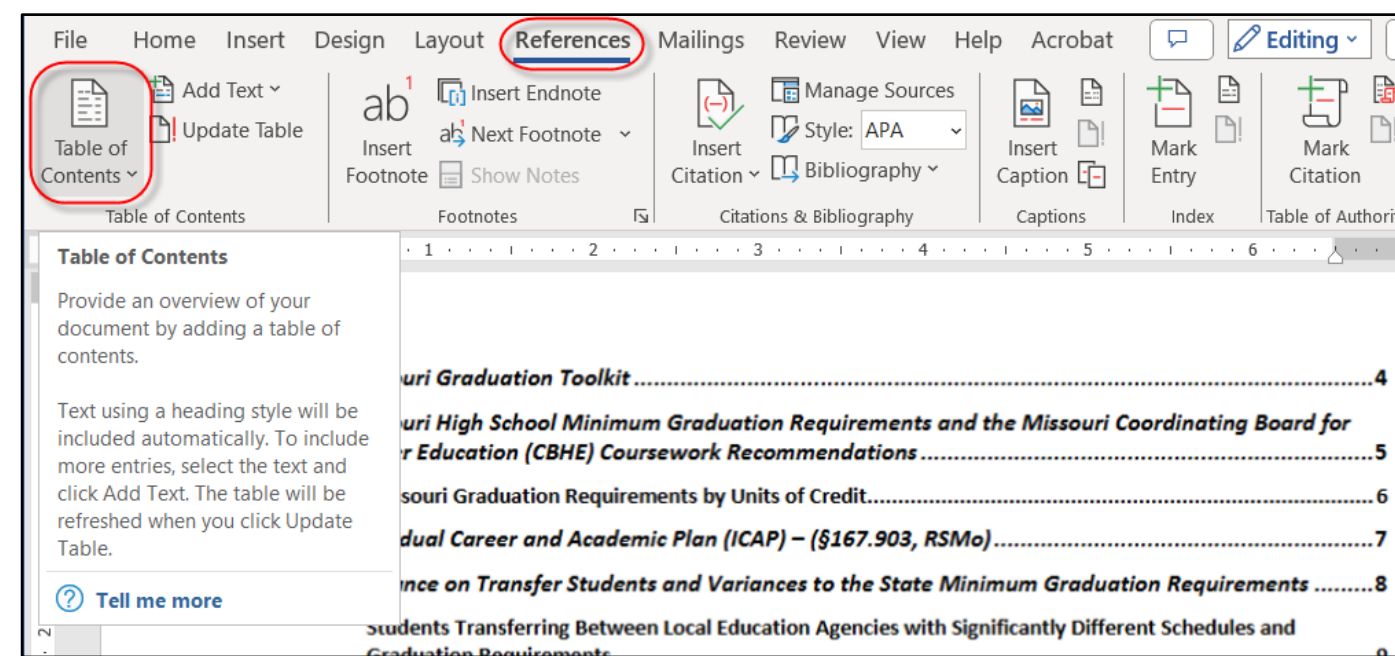 File Home Insert Design Layout References Mailings Review View Help Acrobat Editing
Add Text
Update Table
Table of
Contents
Table of Contents
ab1
Insert
Footnote
Insert Endnote
ab Next Footnote
Show Notes
Footnotes
(-)
Insert
Citation
Manage Sources
Style: APA
Bibliography
Citations & Bibliography
Insert
Caption
Captions
Mark
Entry
Index
Mark
Citation
Table of Authori
1 2 3 4 5 6
Table of Contents
Provide an overview of your
document by adding a table of
contents.
Text using a heading style will be
included automatically. To include
more entries, select the text and
click Add Text. The table will be
refreshed when you click Update
Table.
Tell me more
2
uri Graduation Toolkit....4
uri High School Minimum Graduation Requirements and the Missouri Coordinating Board for
r Education (CBHE) Coursework Recommendations....5
souri Graduation Requirements by Units of Credit....6
dual Career and Academic Plan (ICAP) – (§167.903, RSMo)....7
nce on Transfer Students and Variances to the State Minimum Graduation Requirements....8
Students Transferring Between Local Education Agencies with Significantly Different Schedules and
Graduation Requirements....9